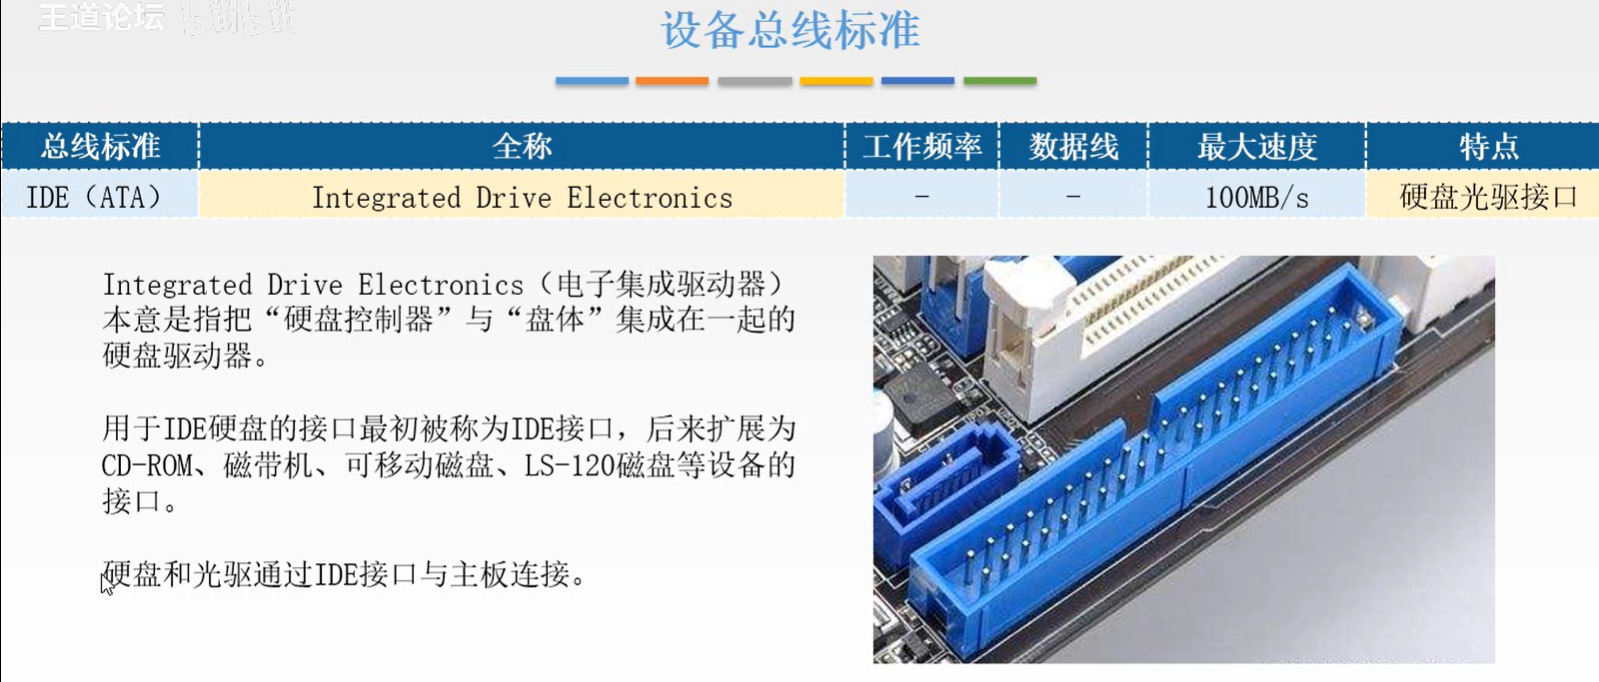 王道论坛 bilibili
设备总线标准
总线标准 全称 工作频率 数据线 最大速度 特点
IDE（ATA） Integrated Drive Electronics - - 100MB/s 硬盘光驱接口
Integrated Drive Electronics（电子集成驱动器）
本意是指把“硬盘控制器”与“盘体”集成在一起的
硬盘驱动器。
用于IDE硬盘的接口最初被称为IDE接口，后来扩展为
CD-ROM、磁带机、可移动磁盘、LS-120磁盘等设备的
接口。
硬盘和光驱通过IDE接口与主板连接。